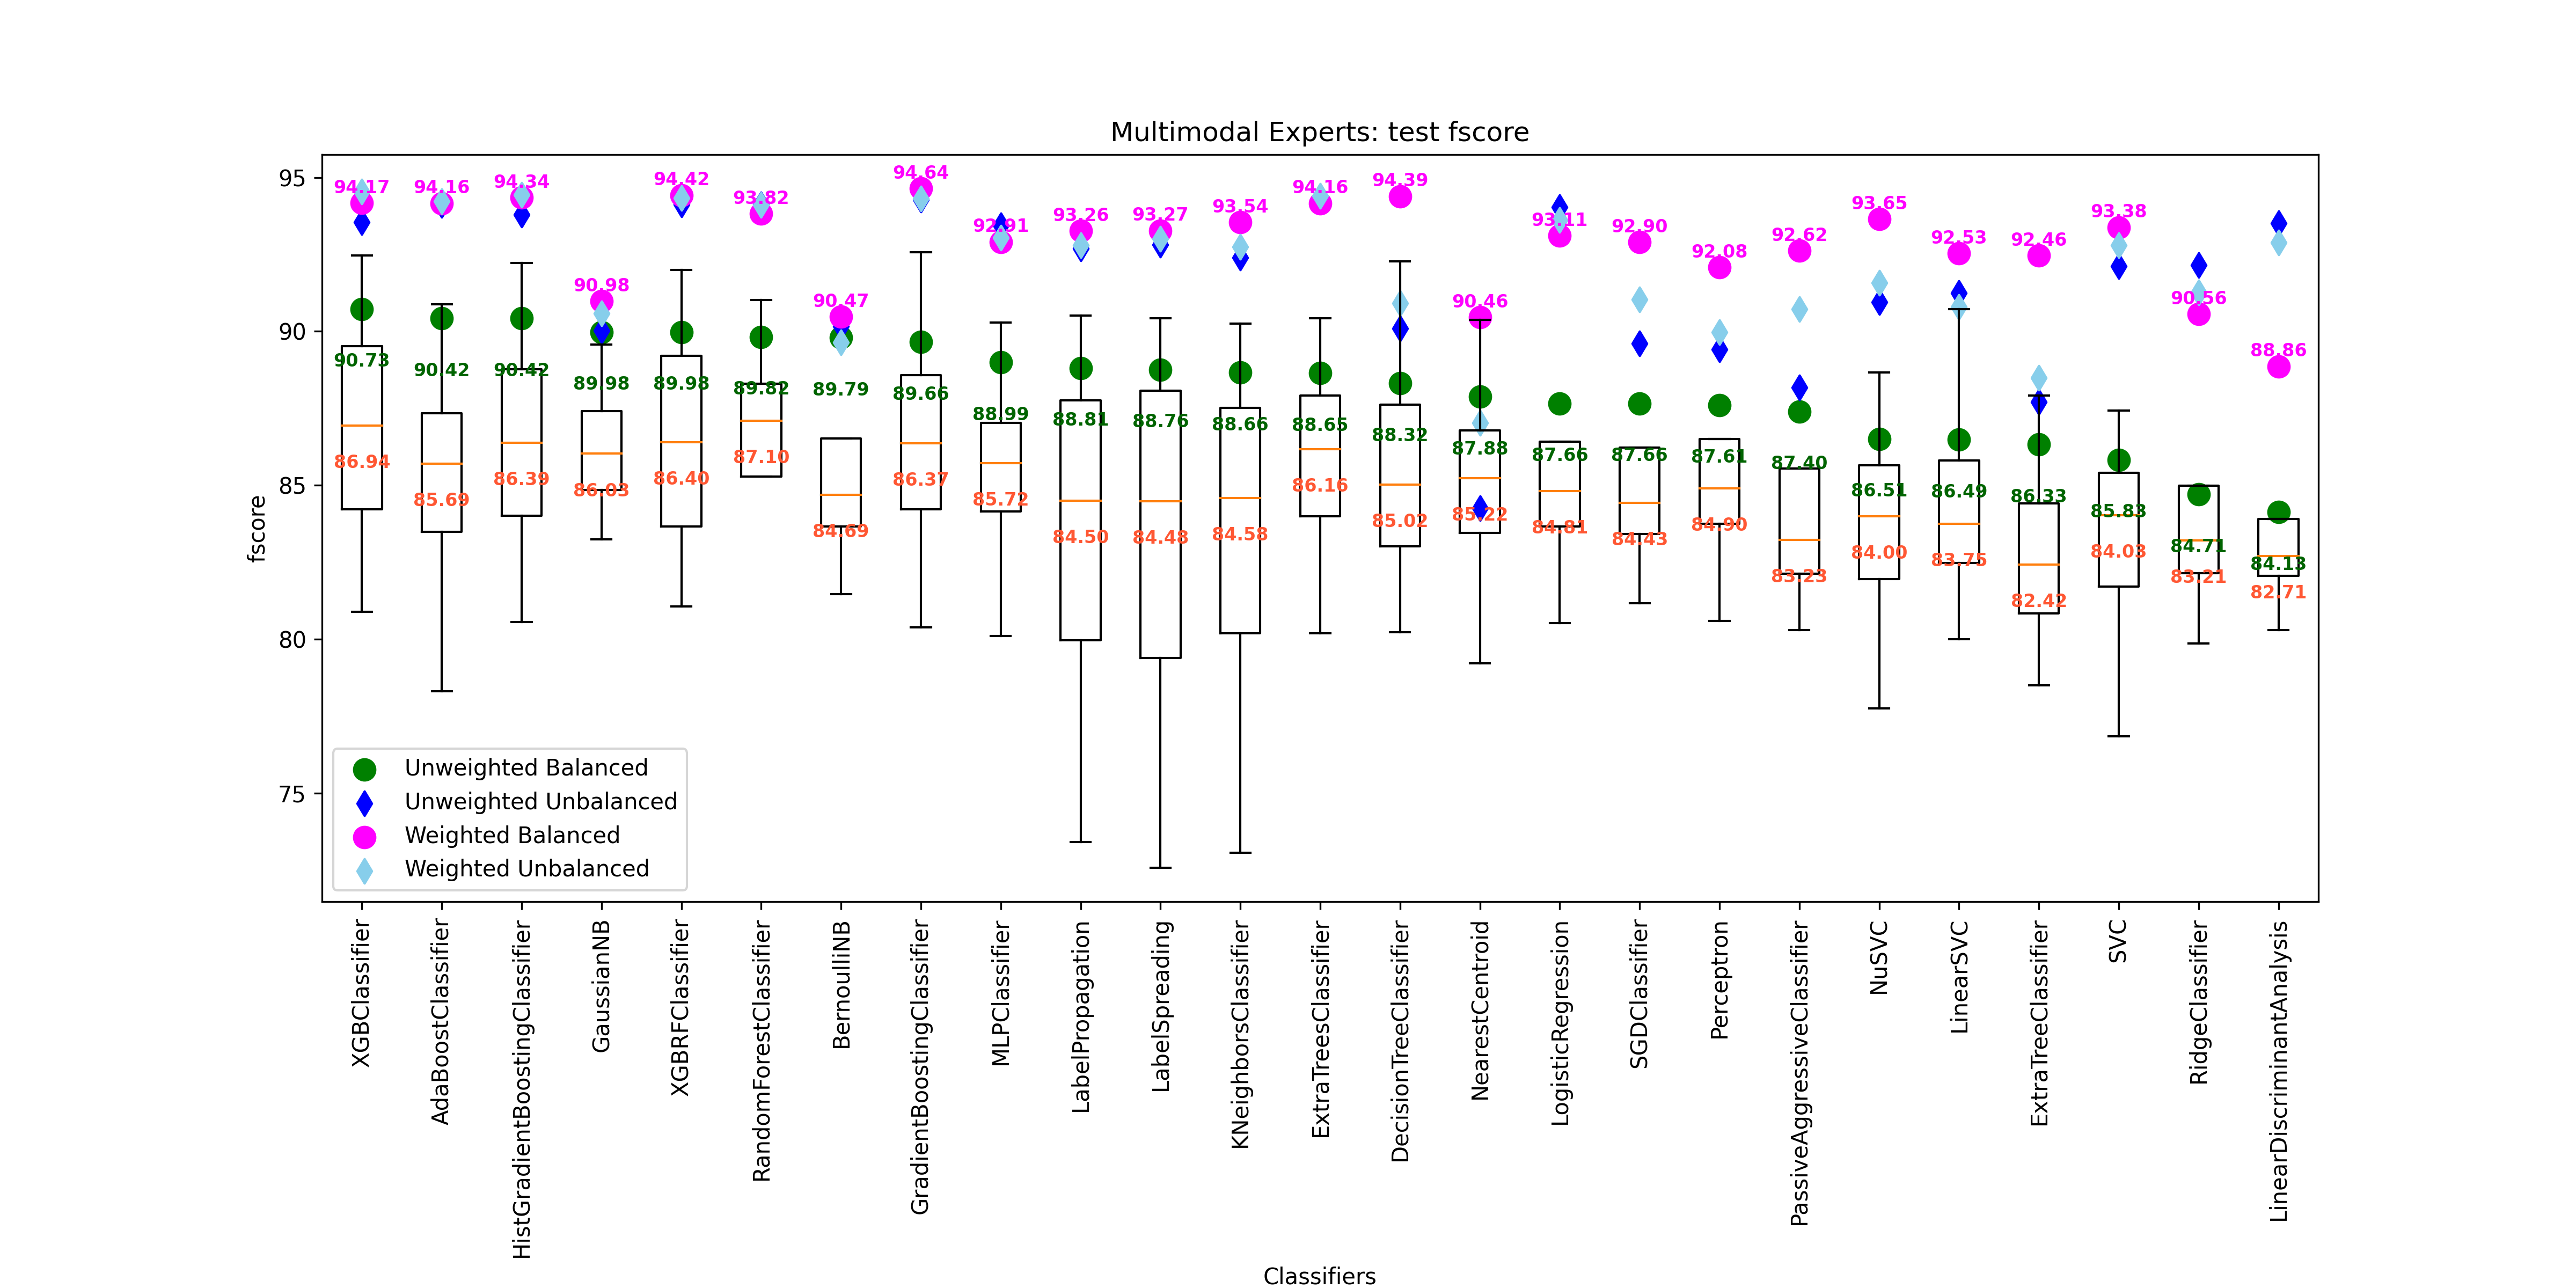 Multimodal Experts: test fscore
fscore
95
90
85
80
75
94.17 94.16 94.34 90.98 94.42 93.82 90.47 94.64 92.91 93.26 93.27 93.54 94.16 94.39 90.46 93.11 92.90 92.08 92.62 93.65 92.53 92.46 93.38 90.56 88.86
90.73 90.42 90.42 89.98 89.98 89.82 89.79 89.66 88.99 88.81 88.76 88.66 88.65 88.32 87.88 87.66 87.66 87.61 87.40 86.51 86.49 86.33 85.83 84.71 84.13
86.94 85.69 86.39 86.03 86.40 87.10 84.69 86.37 85.72 84.50 84.48 84.58 86.16 85.02 85.22 84.81 84.43 84.90 83.23 84.00 83.75 82.42 84.03 83.21 82.71
Unweighted Balanced
Unweighted Unbalanced
Weighted Balanced
Weighted Unbalanced
XGBClassifier
AdaBoostClassifier
HistGradientBoostingClassifier
GaussianNB
XGBRFClassifier
RandomForestClassifier
BernoulliNB
GradientBoostingClassifier
MLPClassifier
LabelPropagation
LabelSpreading
KNeighborsClassifier
ExtraTreesClassifier
DecisionTreeClassifier
NearestCentroid
LogisticRegression
SGDClassifier
Perceptron
PassiveAggressiveClassifier
NuSVC
LinearSVC
ExtraTreeClassifier
SVC
RidgeClassifier
LinearDiscriminantAnalysis
Classifiers